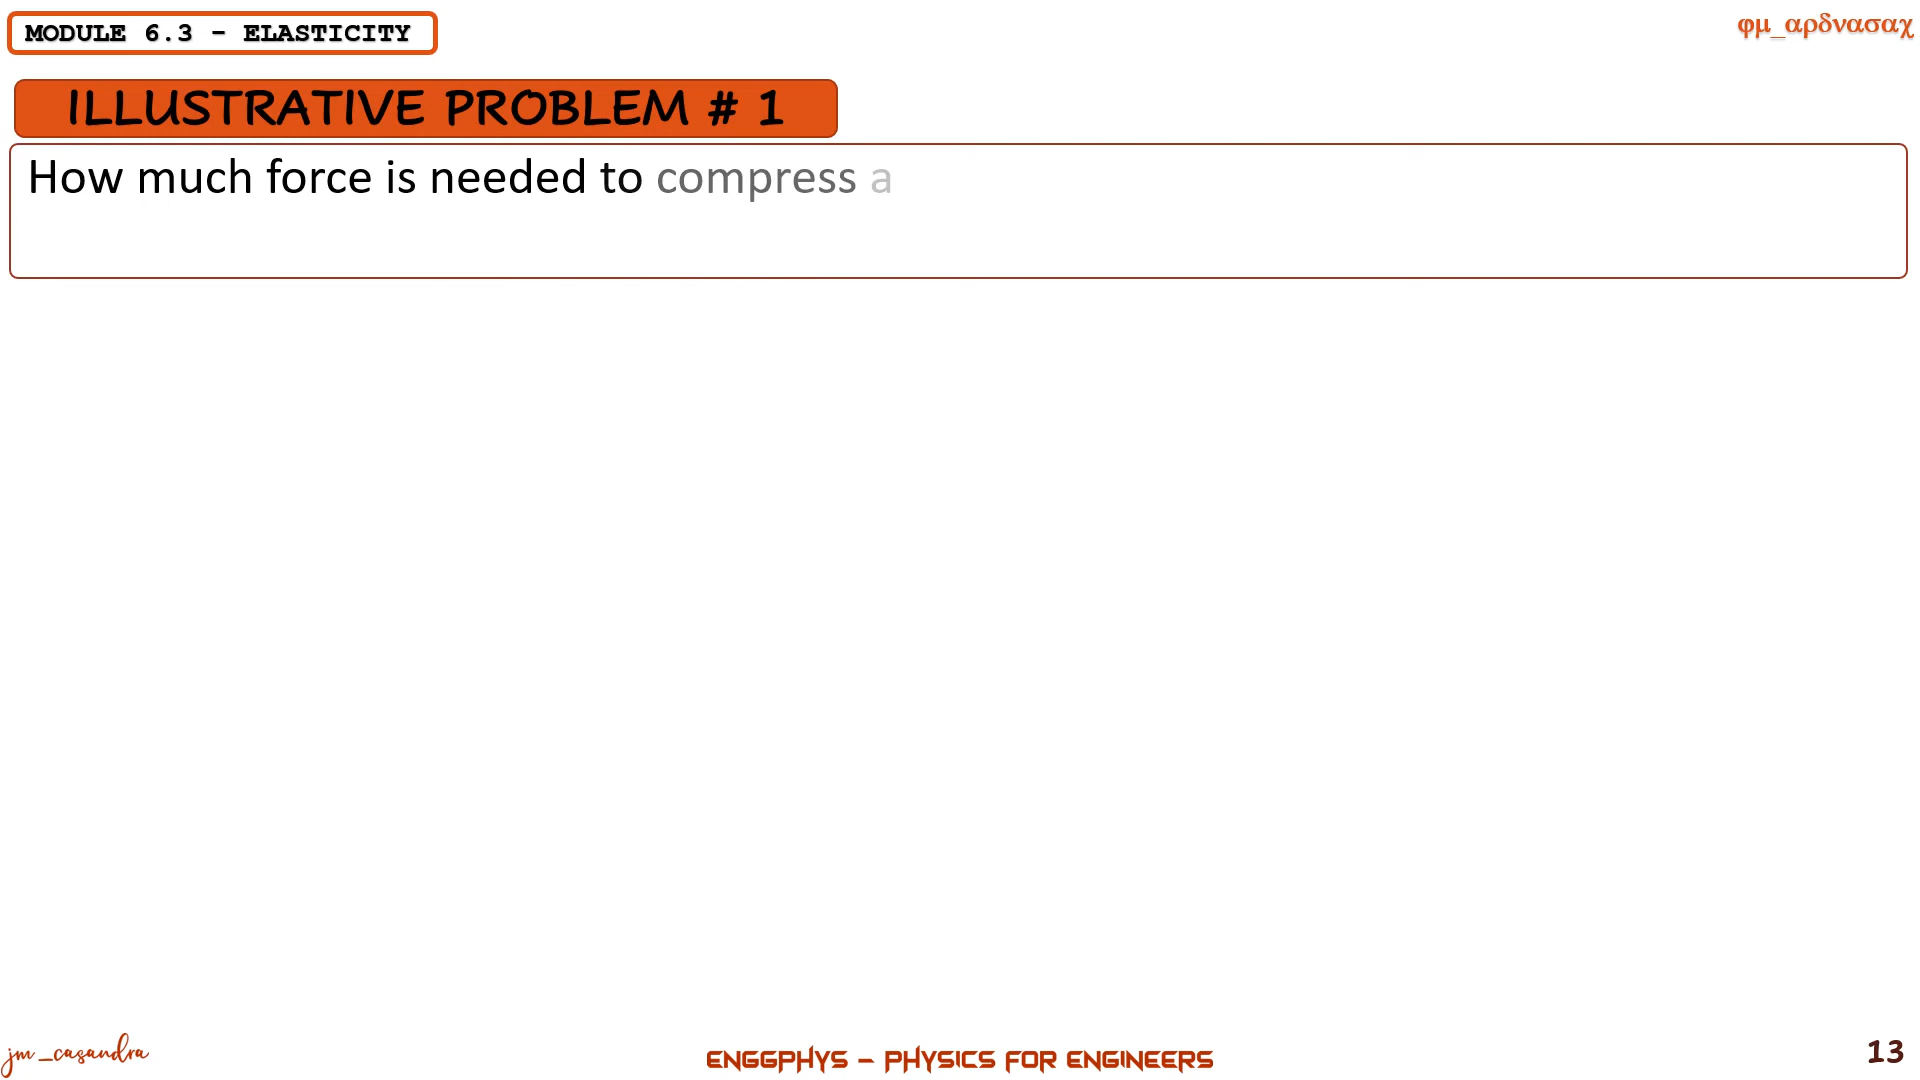 MODULE 6.3 - ELASTICITY
φμ_αρδνασαχ
ILLUSTRATIVE PROBLEM # 1
How much force is needed to compress a
jm_casandra
ENGGPHYS – PHYSICS FOR ENGINEERS
13